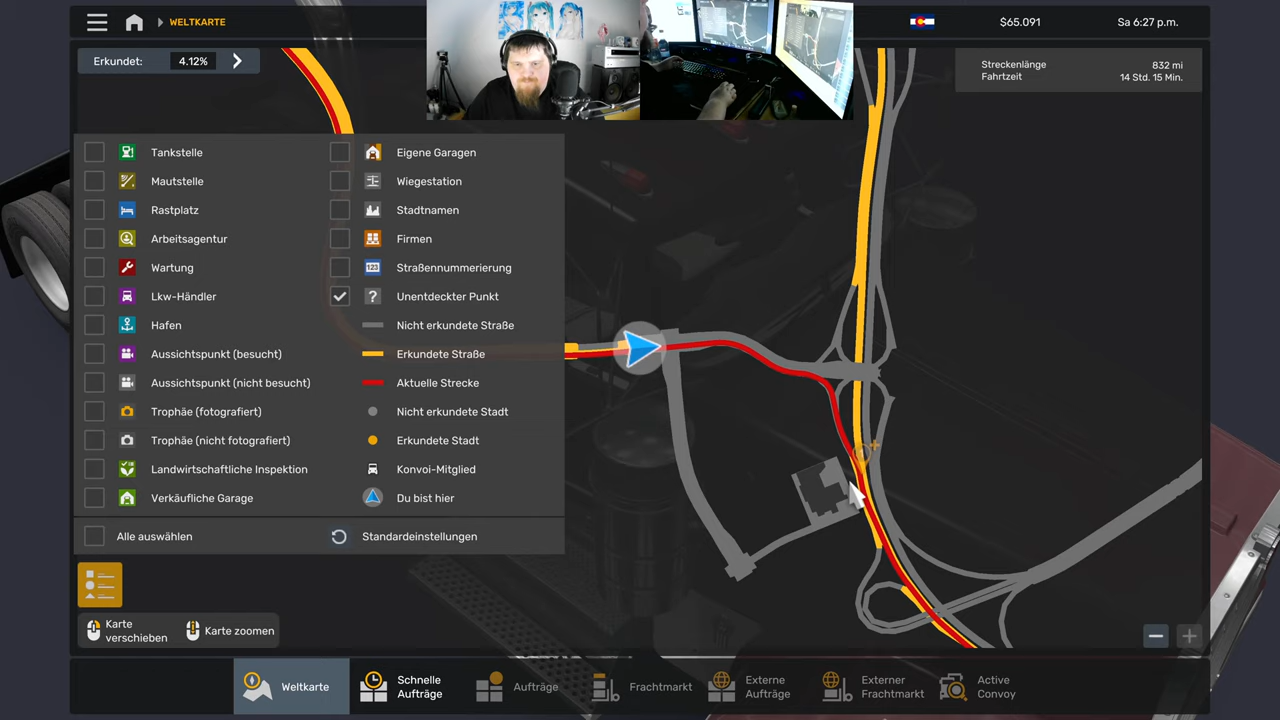 WELTKARTE
$65.091
Sa 6:27 p.m.
Erkundet:
4.12%
Streckenlänge
832 mi
Fahrtzeit
14 Std. 15 Min.
Tankstelle
Mautstelle
Rastplatz
Arbeitsagentur
Wartung
Lkw-Händler
Hafen
Aussichtspunkt (besucht)
Aussichtspunkt (nicht besucht)
Trophäe (fotografiert)
Trophäe (nicht fotografiert)
Landwirtschaftliche Inspektion
Verkäufliche Garage
Eigene Garagen
Wiegestation
Stadtnamen
Firmen
123
Straßennummerierung
?
Unentdeckter Punkt
Nicht erkundete Straße
Erkundete Straße
Aktuelle Strecke
Nicht erkundete Stadt
Erkundete Stadt
Konvoi-Mitglied
Du bist hier
Alle auswählen
Standardeinstellungen
Karte
verschieben
Karte zoomen
Weltkarte
Schnelle
Aufträge
Aufträge
Frachtmarkt
Externe
Aufträge
Externer
Frachtmarkt
Active
Convoy